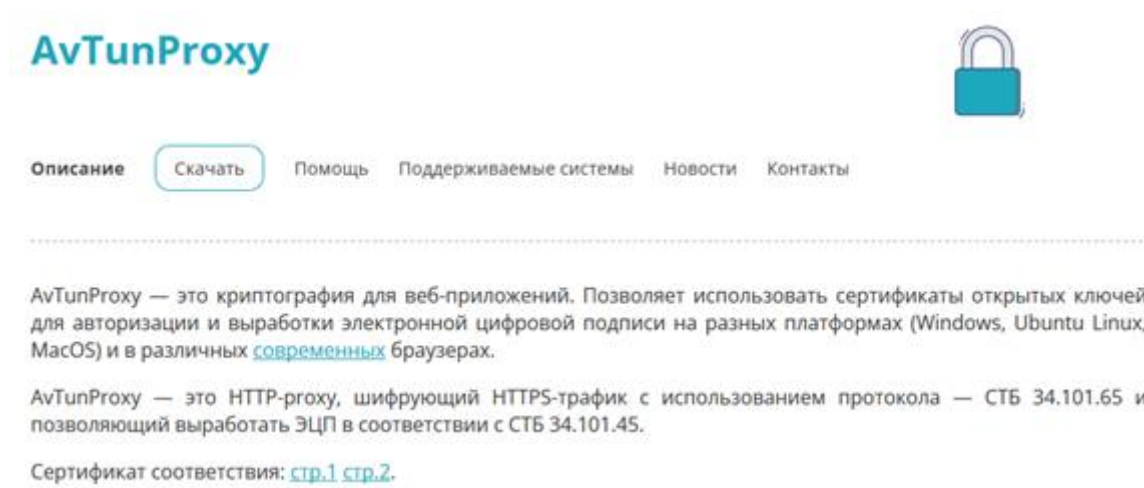 AvTunProxy
Описание Скачать Помощь Поддерживаемые системы Новости Контакты
AvTunProxy — это криптография для веб-приложений. Позволяет использовать сертификаты открытых ключей
для авторизации и выработки электронной цифровой подписи на разных платформах (Windows, Ubuntu Linux,
MacOS) и в различных современных браузерах.
AvTunProxy — это HTTP-proxy, шифрующий HTTPS-трафик с использованием протокола — СТБ 34.101.65 и
позволяющий выработать ЭЦП в соответствии с СТБ 34.101.45.
Сертификат соответствия: стр.1 стр.2.